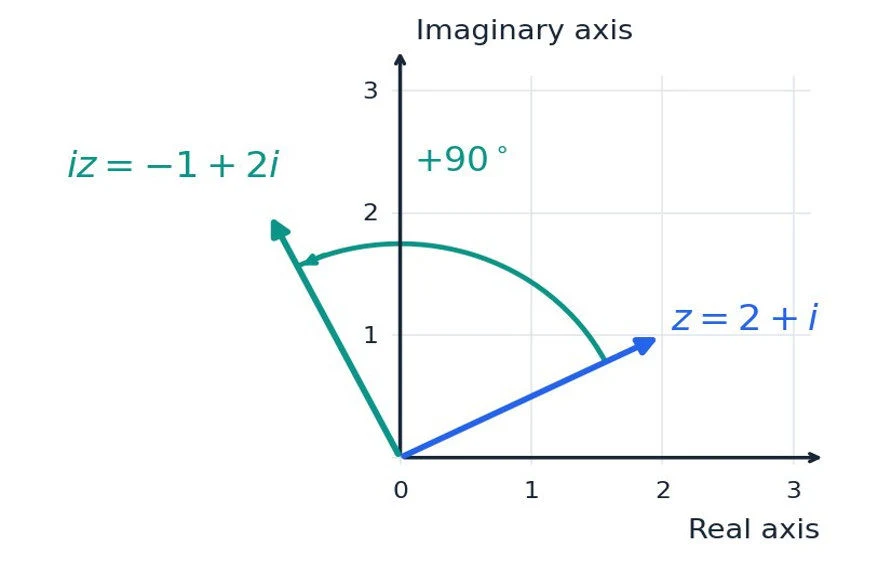 Imaginary axis
3
iz = −1 + 2i
+90°
2
1
z = 2 + i
0 1 2 3
Real axis